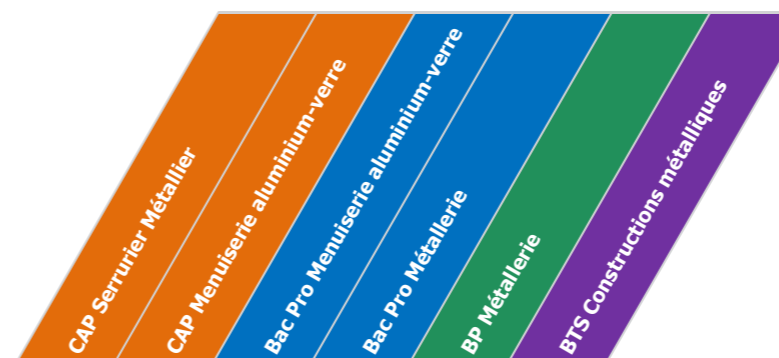 CAP Serrurier Métallier
CAP Menuiserie aluminium-verre
Bac Pro Menuiserie aluminium-verre
Bac Pro Métallerie
BP Métallerie
BTS Constructions métalliques